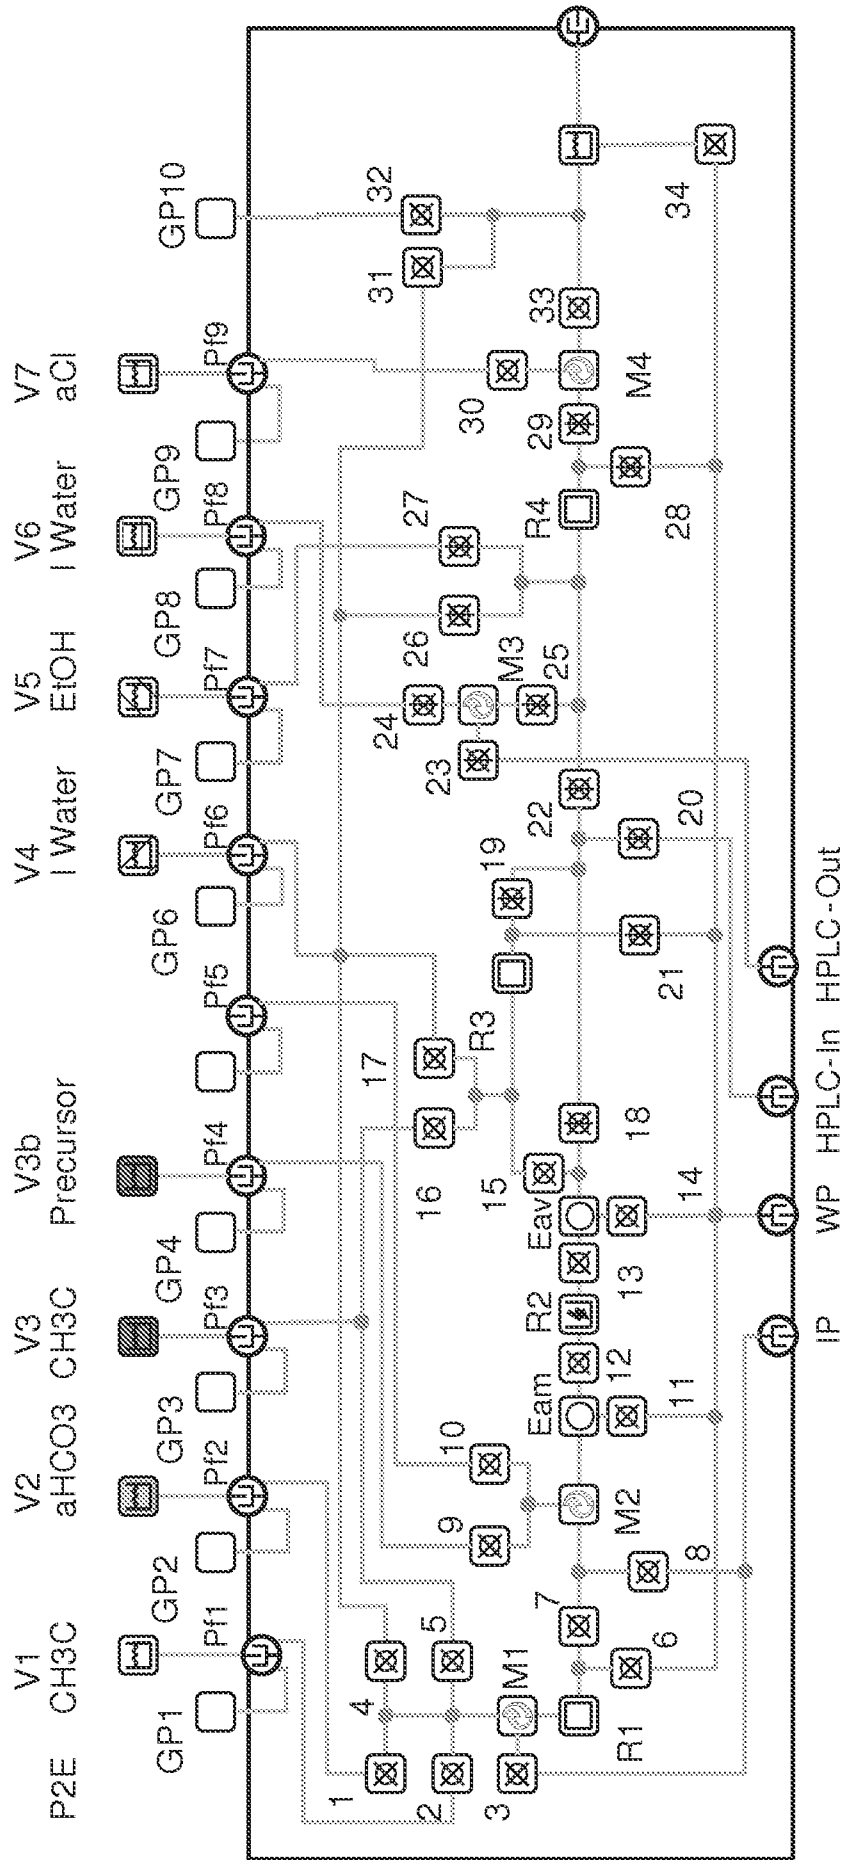 P2E
V1
CH3C
V2
aHCO3
V3
CH3C
V3b
Precursor
V4
l Water
V5
EtOH
V6
l Water
V7
aCl
GP1
GP2
GP3
GP4
GP6
GP7
GP8
GP9
GP10
Pf1
Pf2
Pf3
Pf4
Pf5
Pf6
Pf7
Pf8
Pf9
1
2
3
4
5
M1
R1
6
7
8
9
10
M2
Eam
11
12
R2
13
Eav
14
15
16
17
R3
18
19
20
21
22
23
24
M3
25
26
27
R4
28
29
30
M4
31
32
33
34
IP
WP
HPLC-In
HPLC-Out